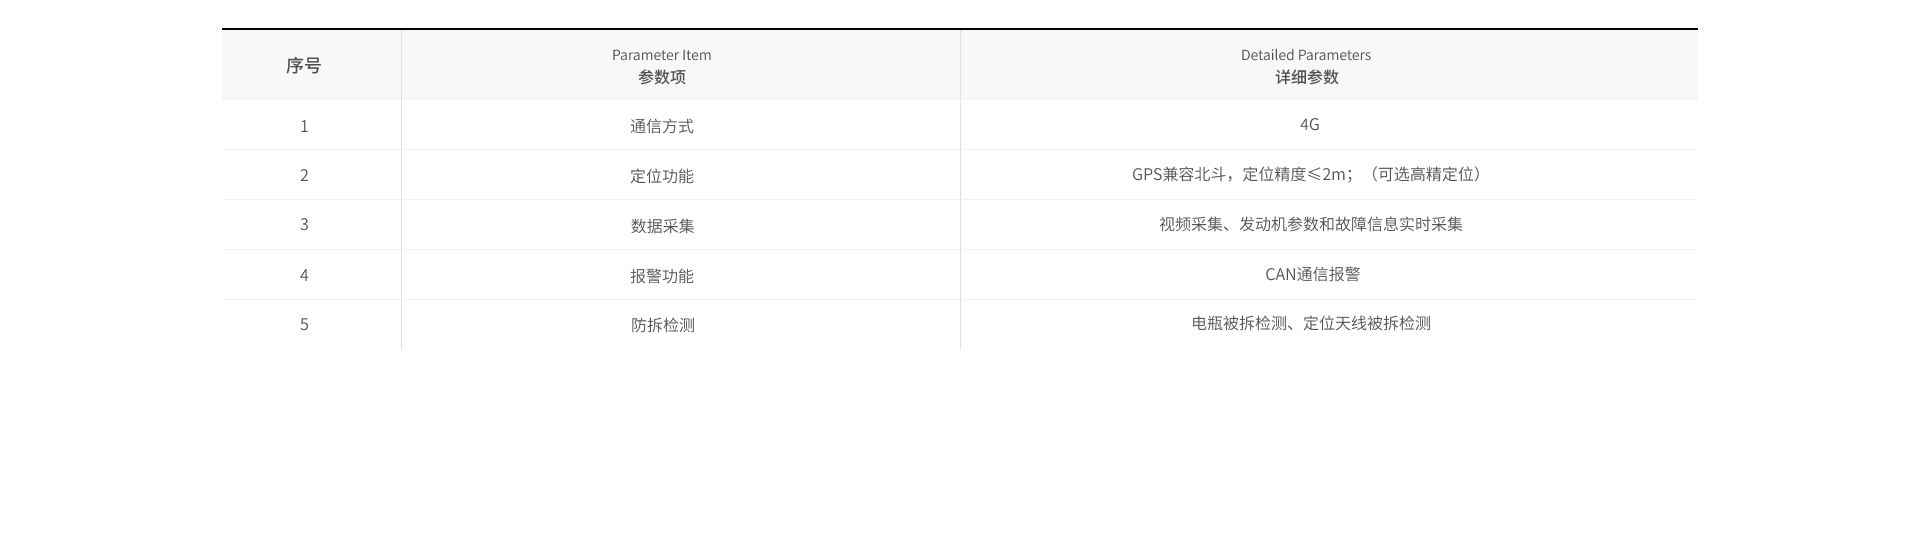 序号
Parameter Item
参数项
Detailed Parameters
详细参数
1
通信方式
4G
2
定位功能
GPS兼容北斗，定位精度≤2m；（可选高精定位）
3
数据采集
视频采集、发动机参数和故障信息实时采集
4
报警功能
CAN通信报警
5
防拆检测
电瓶被拆检测、定位天线被拆检测